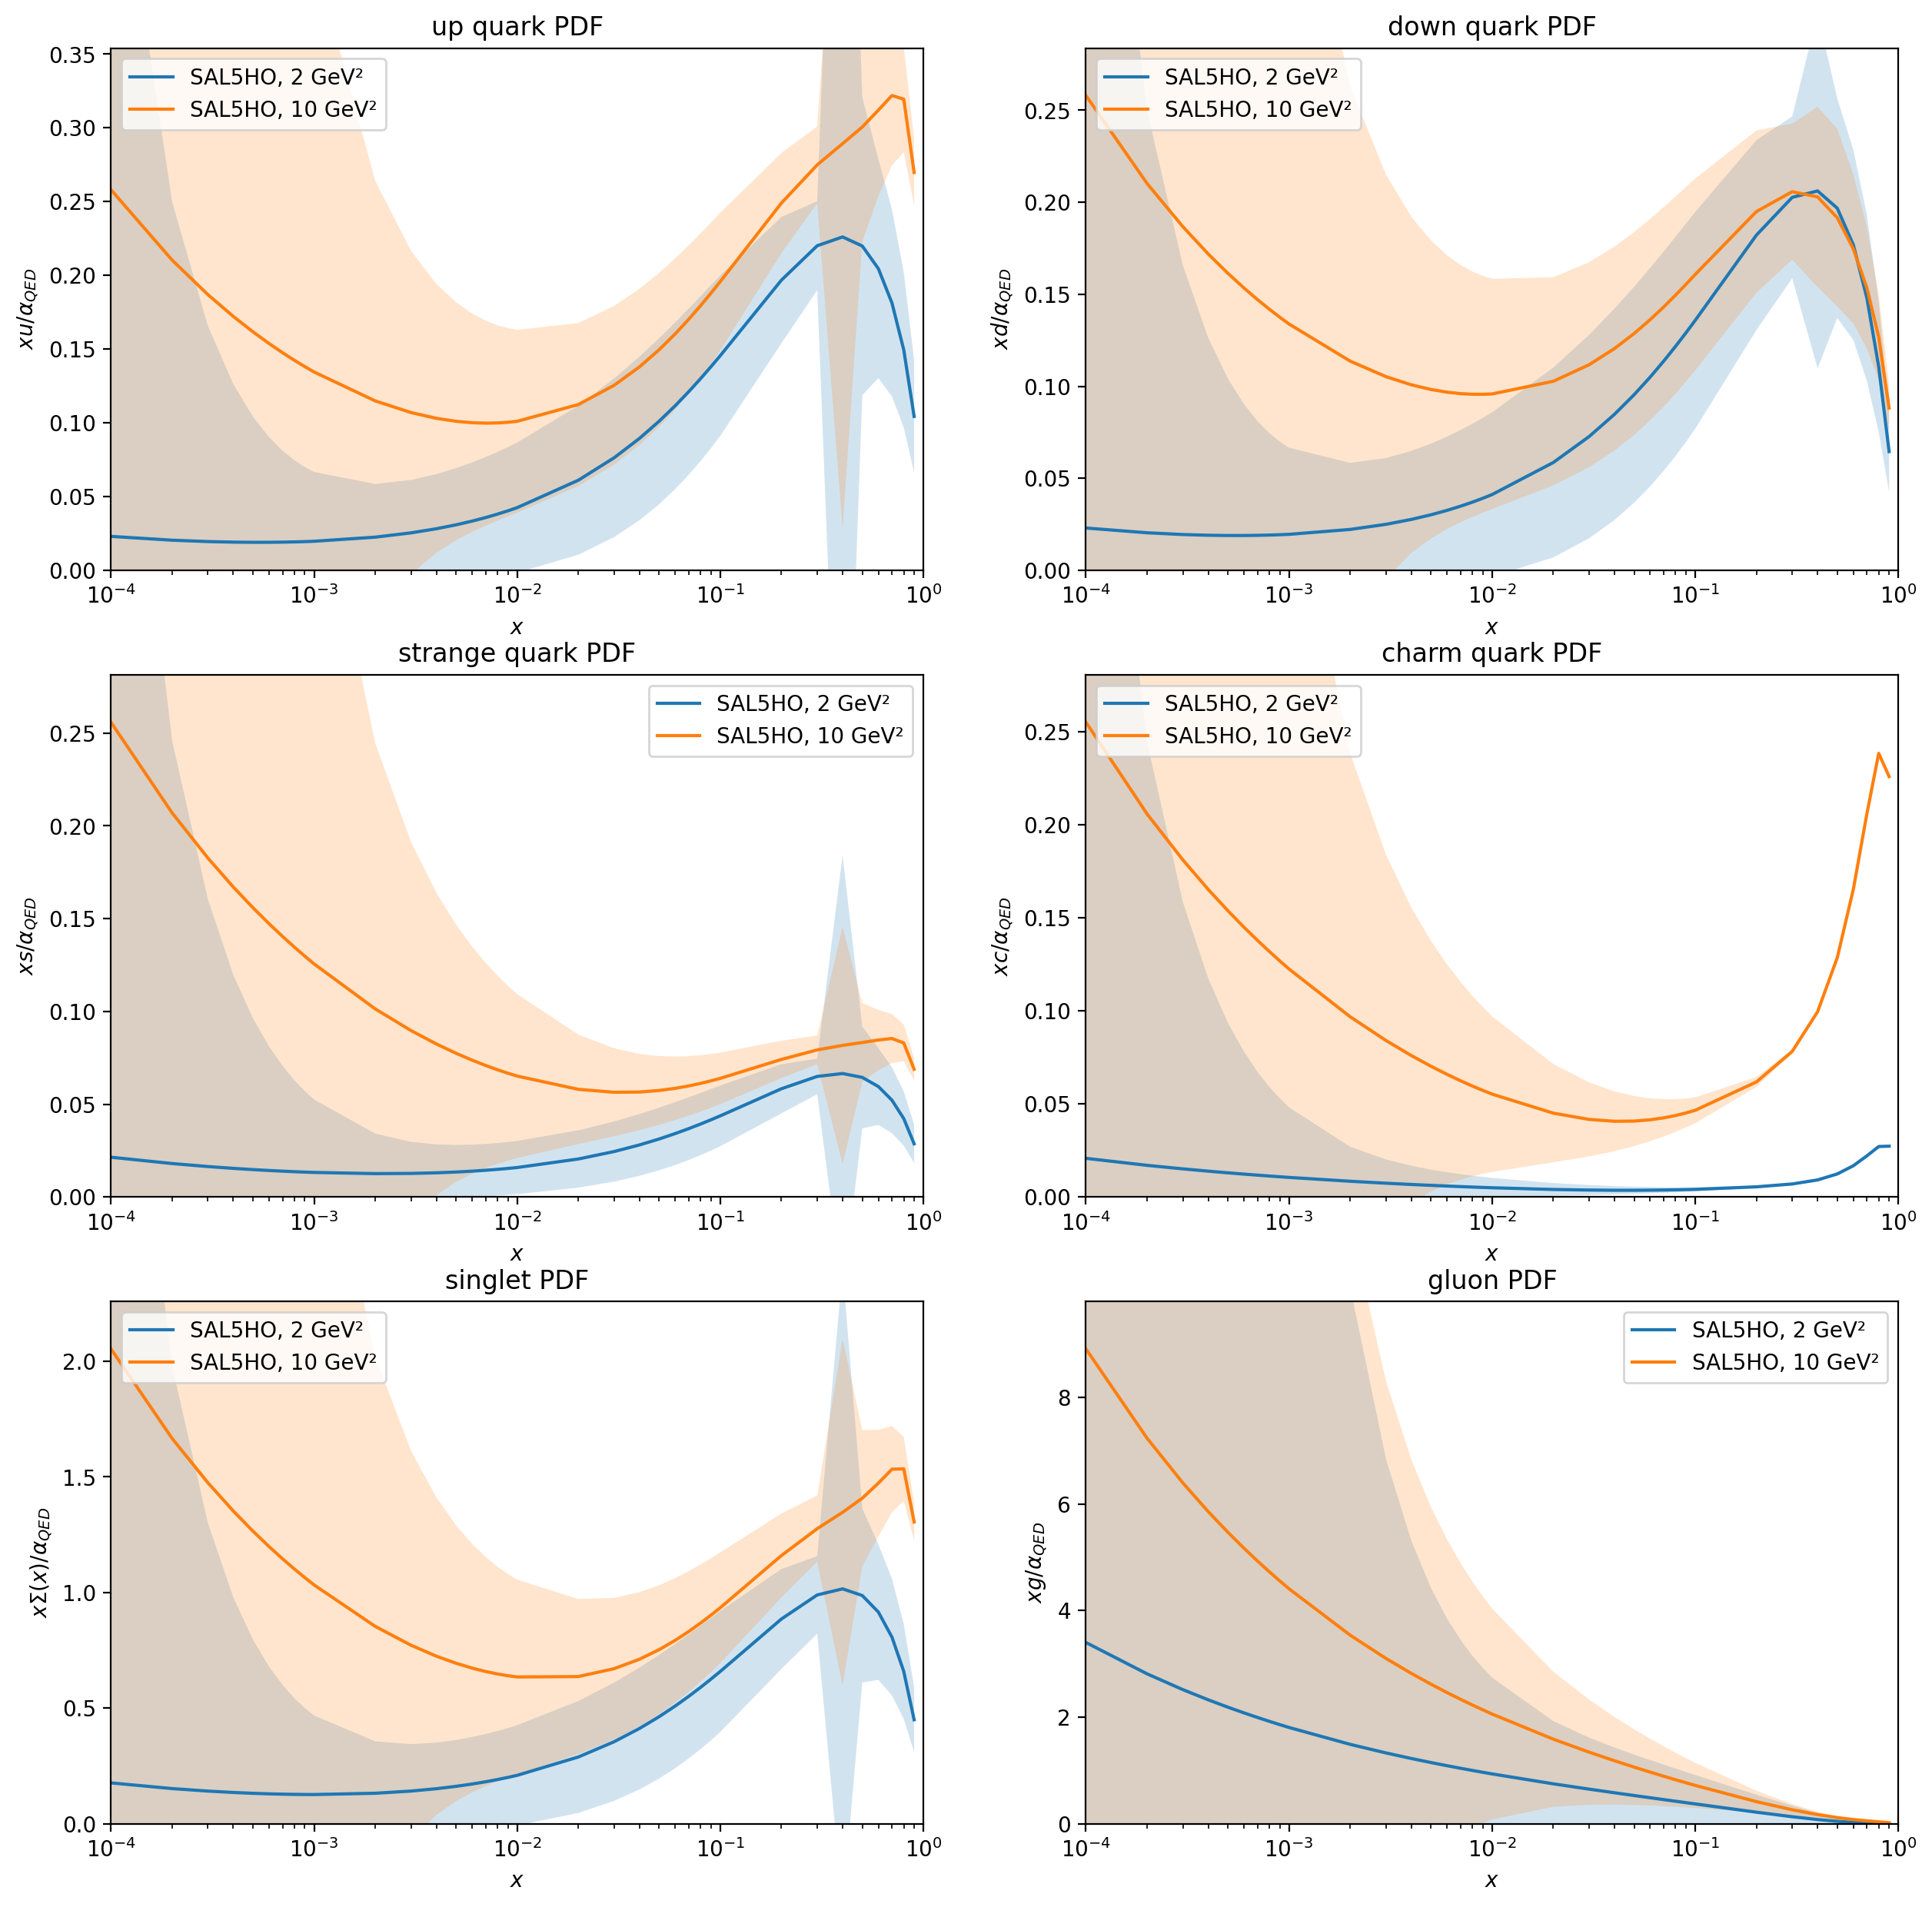 up quark PDF
0.35
0.30
0.25
0.20
0.15
0.10
0.05
0.00
xu/α_QED
SAL5HO, 2 GeV²
SAL5HO, 10 GeV²
10⁻⁴ 10⁻³ 10⁻² 10⁻¹ 10⁰
x
down quark PDF
0.25
0.20
0.15
0.10
0.05
0.00
xd/α_QED
SAL5HO, 2 GeV²
SAL5HO, 10 GeV²
10⁻⁴ 10⁻³ 10⁻² 10⁻¹ 10⁰
x
strange quark PDF
0.25
0.20
0.15
0.10
0.05
0.00
xs/α_QED
SAL5HO, 2 GeV²
SAL5HO, 10 GeV²
10⁻⁴ 10⁻³ 10⁻² 10⁻¹ 10⁰
x
charm quark PDF
0.25
0.20
0.15
0.10
0.05
0.00
xc/α_QED
SAL5HO, 2 GeV²
SAL5HO, 10 GeV²
10⁻⁴ 10⁻³ 10⁻² 10⁻¹ 10⁰
x
singlet PDF
2.0
1.5
1.0
0.5
0.0
xΣ(x)/α_QED
SAL5HO, 2 GeV²
SAL5HO, 10 GeV²
10⁻⁴ 10⁻³ 10⁻² 10⁻¹ 10⁰
x
gluon PDF
8
6
4
2
0
xg/α_QED
SAL5HO, 2 GeV²
SAL5HO, 10 GeV²
10⁻⁴ 10⁻³ 10⁻² 10⁻¹ 10⁰
x